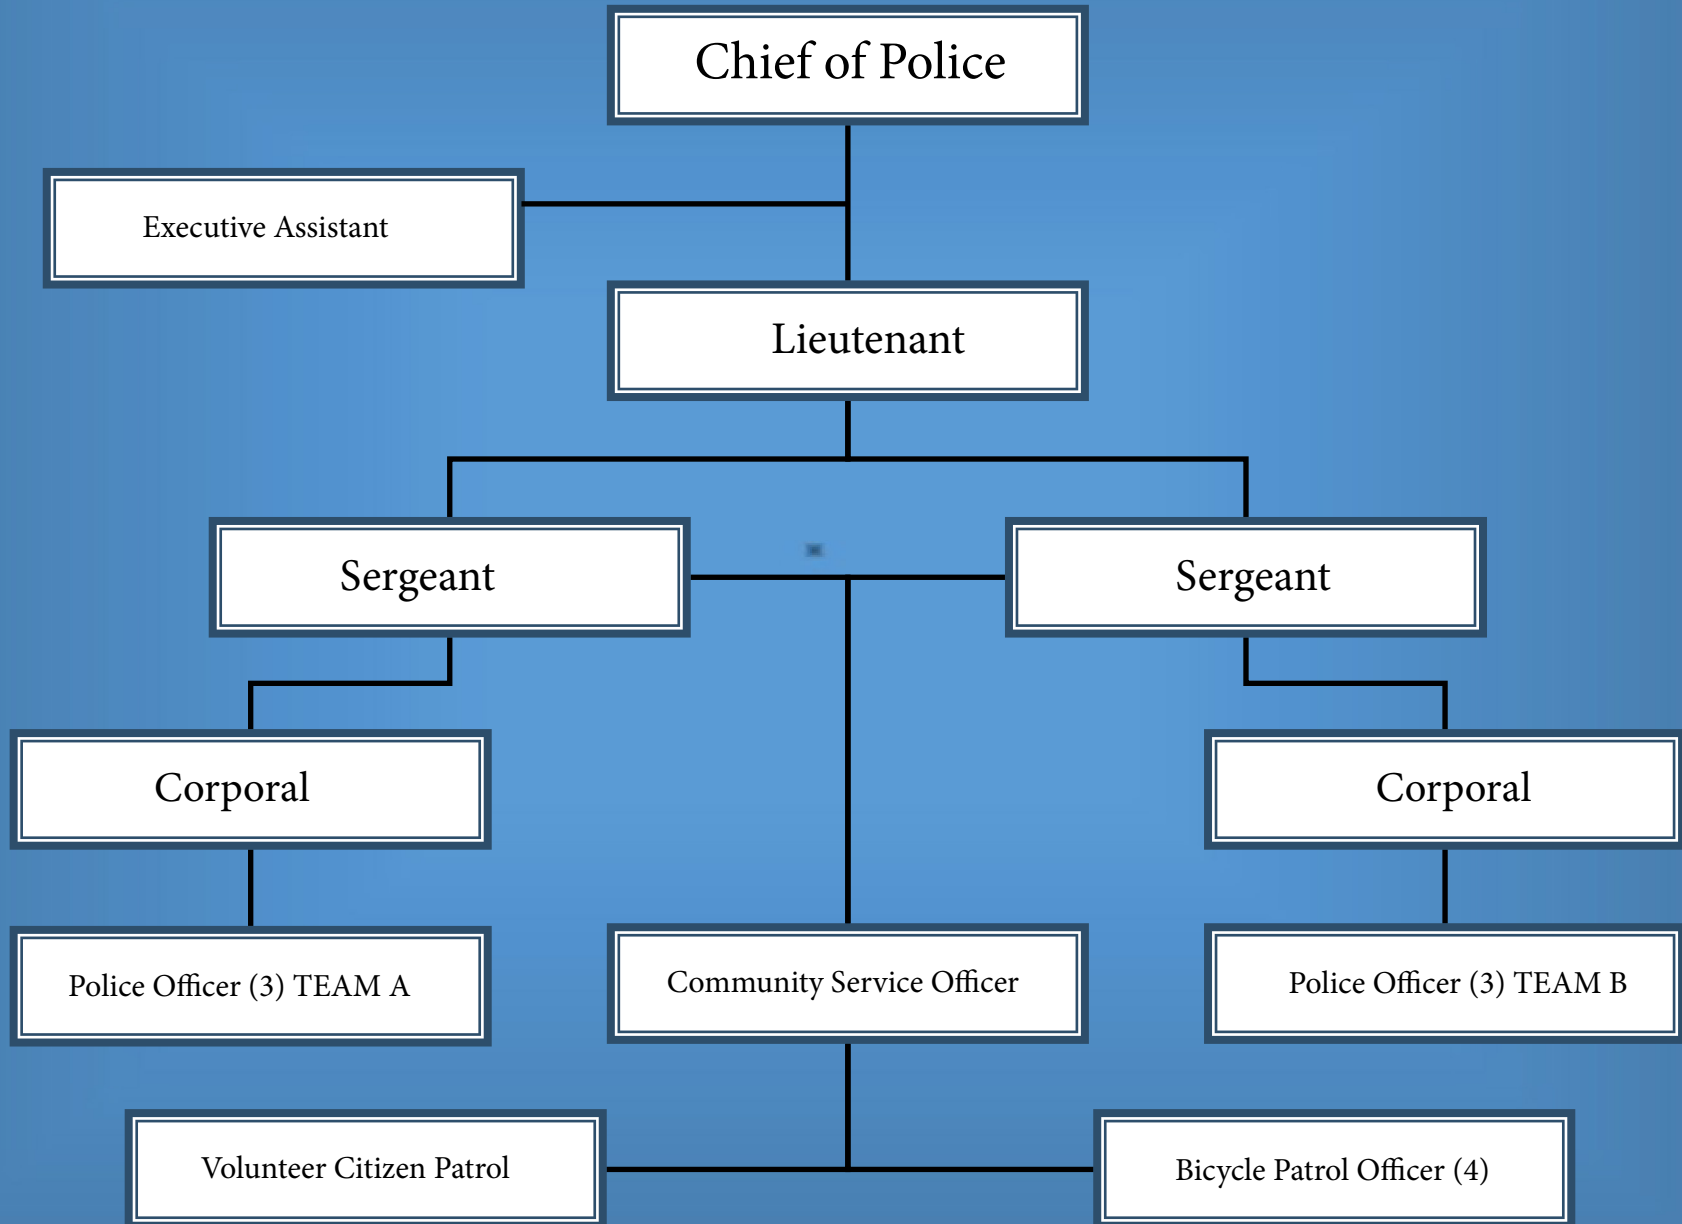 Chief of Police
Executive Assistant
Lieutenant
Sergeant
Sergeant
Corporal
Corporal
Police Officer (3) TEAM A
Community Service Officer
Police Officer (3) TEAM B
Volunteer Citizen Patrol
Bicycle Patrol Officer (4)